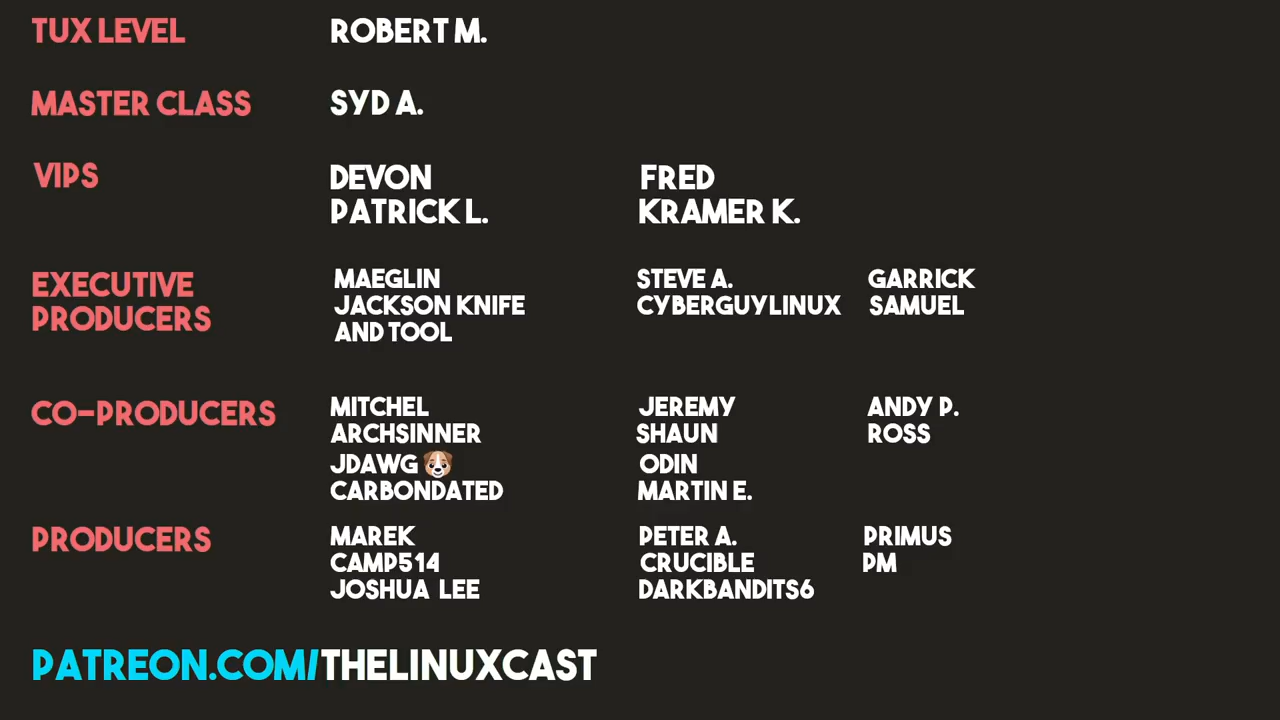 TUX LEVEL ROBERT M.
MASTER CLASS SYD A.
VIPS DEVON FRED
PATRICK L. KRAMER K.
EXECUTIVE PRODUCERS
MAEGLIN STEVE A. GARRICK
JACKSON KNIFE CYBERGUYLINUX SAMUEL
AND TOOL
CO-PRODUCERS MITCHEL JEREMY ANDY P.
ARCHSINNER SHAUN ROSS
JDAWG 🐶 ODIN
CARBONDATED MARTIN E.
PRODUCERS MAREK PETER A. PRIMUS
CAMP514 CRUCIBLE PM
JOSHUA LEE DARKBANDITS6
PATREON.COM/THELINUXCAST